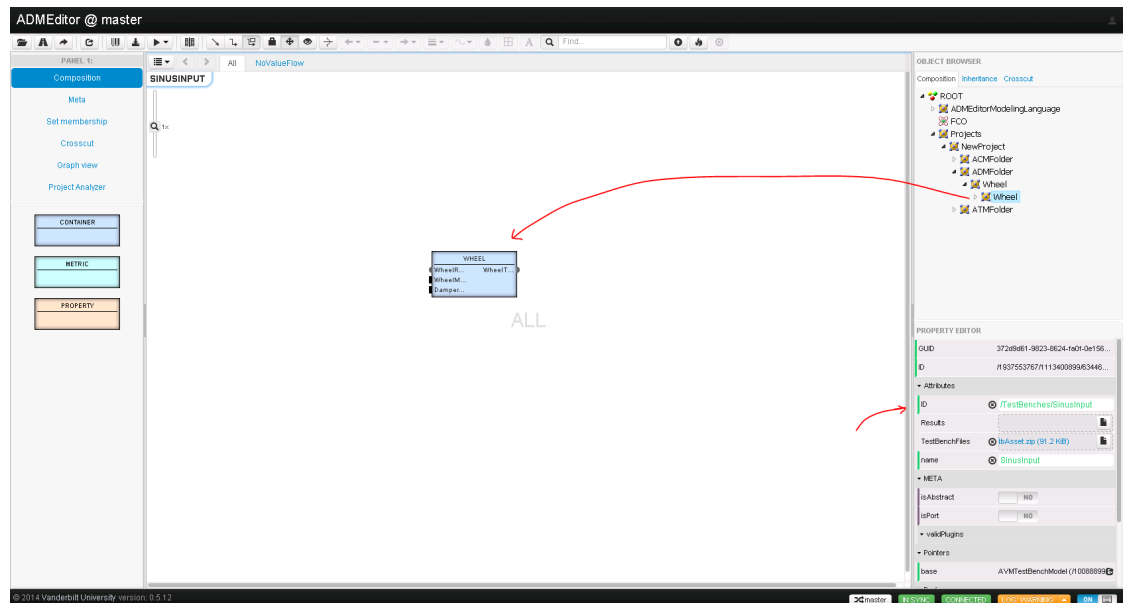 ADMEditor @ master
A
Find...
PANEL 1:
Composition
Meta
Set membership
Crosscut
Graph view
Project Analyzer
CONTAINER
METRIC
PROPERTY
All
NoValueFlow
SINUSINPUT
1x
WHEEL
WheelR... WheelT...
WheelM...
Damper...
ALL
OBJECT BROWSER
Composition Inheritance Crosscut
ROOT
ADMEditorModelingLanguage
FCO
Projects
NewProject
ACMFolder
ADMFolder
Wheel
Wheel
ATMFolder
PROPERTY EDITOR
GUID 372d9d61-9823-8624-fa0f-0e156...
ID /1937553767/1113400899/63446...
Attributes
ID /TestBenches/SinusInput
Results
TestBenchFiles tbAsset.zip (91.2 KiB)
name SinusInput
META
isAbstract NO
isPort NO
validPlugins
Pointers
base AVMTestBenchModel (/10088899
© 2014 Vanderbilt University version: 0.5.12
master IN SYNC CONNECTED LOG: WARNING ON